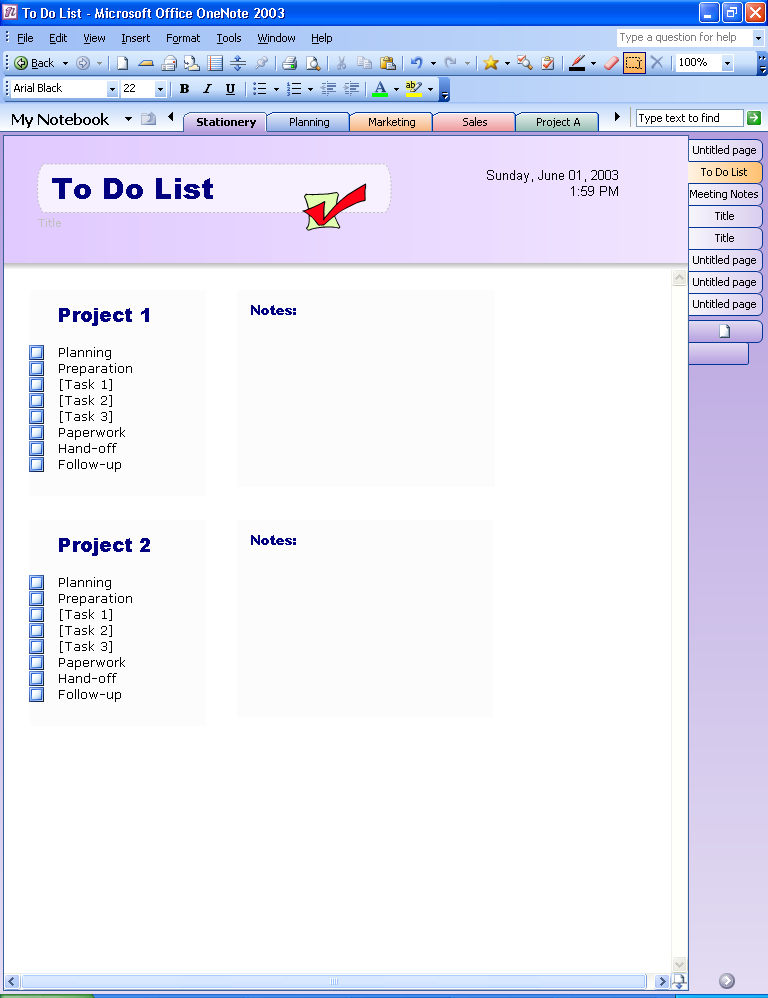 To Do List - Microsoft Office OneNote 2003
File Edit View Insert Format Tools Window Help Type a question for help
Back 100%
Arial Black 22 B I U A ab
My Notebook Stationery Planning Marketing Sales Project A Type text to find
Untitled page
To Do List
Meeting Notes
Title
Title
Untitled page
Untitled page
Untitled page
To Do List
Title
Sunday, June 01, 2003
1:59 PM
Project 1
Planning
Preparation
[Task 1]
[Task 2]
[Task 3]
Paperwork
Hand-off
Follow-up
Notes:
Project 2
Planning
Preparation
[Task 1]
[Task 2]
[Task 3]
Paperwork
Hand-off
Follow-up
Notes: